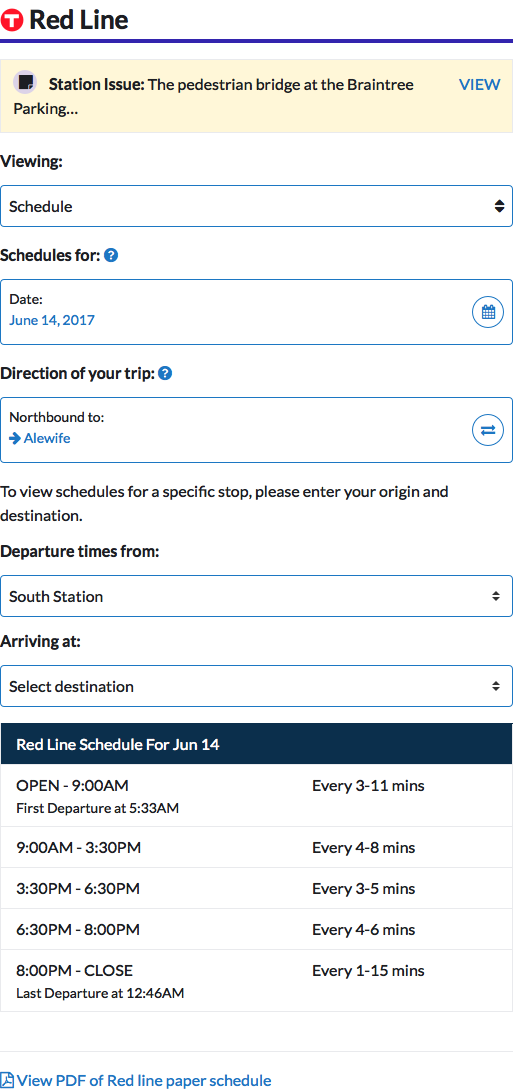 T Red Line
Station Issue: The pedestrian bridge at the Braintree VIEW
Parking...
Viewing:
Schedule
Schedules for: ?
Date:
June 14, 2017
Direction of your trip: ?
Northbound to:
Alewife
To view schedules for a specific stop, please enter your origin and
destination.
Departure times from:
South Station
Arriving at:
Select destination
Red Line Schedule For Jun 14
OPEN - 9:00AM Every 3-11 mins
First Departure at 5:33AM
9:00AM - 3:30PM Every 4-8 mins
3:30PM - 6:30PM Every 3-5 mins
6:30PM - 8:00PM Every 4-6 mins
8:00PM - CLOSE Every 1-15 mins
Last Departure at 12:46AM
View PDF of Red line paper schedule